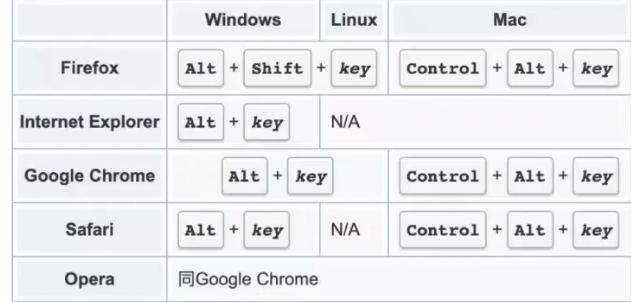 Windows Linux Mac
Firefox Alt + Shift + key Control + Alt + key
Internet Explorer Alt + key N/A
Google Chrome Alt + key Control + Alt + key
Safari Alt + key N/A Control + Alt + key
Opera 同Google Chrome